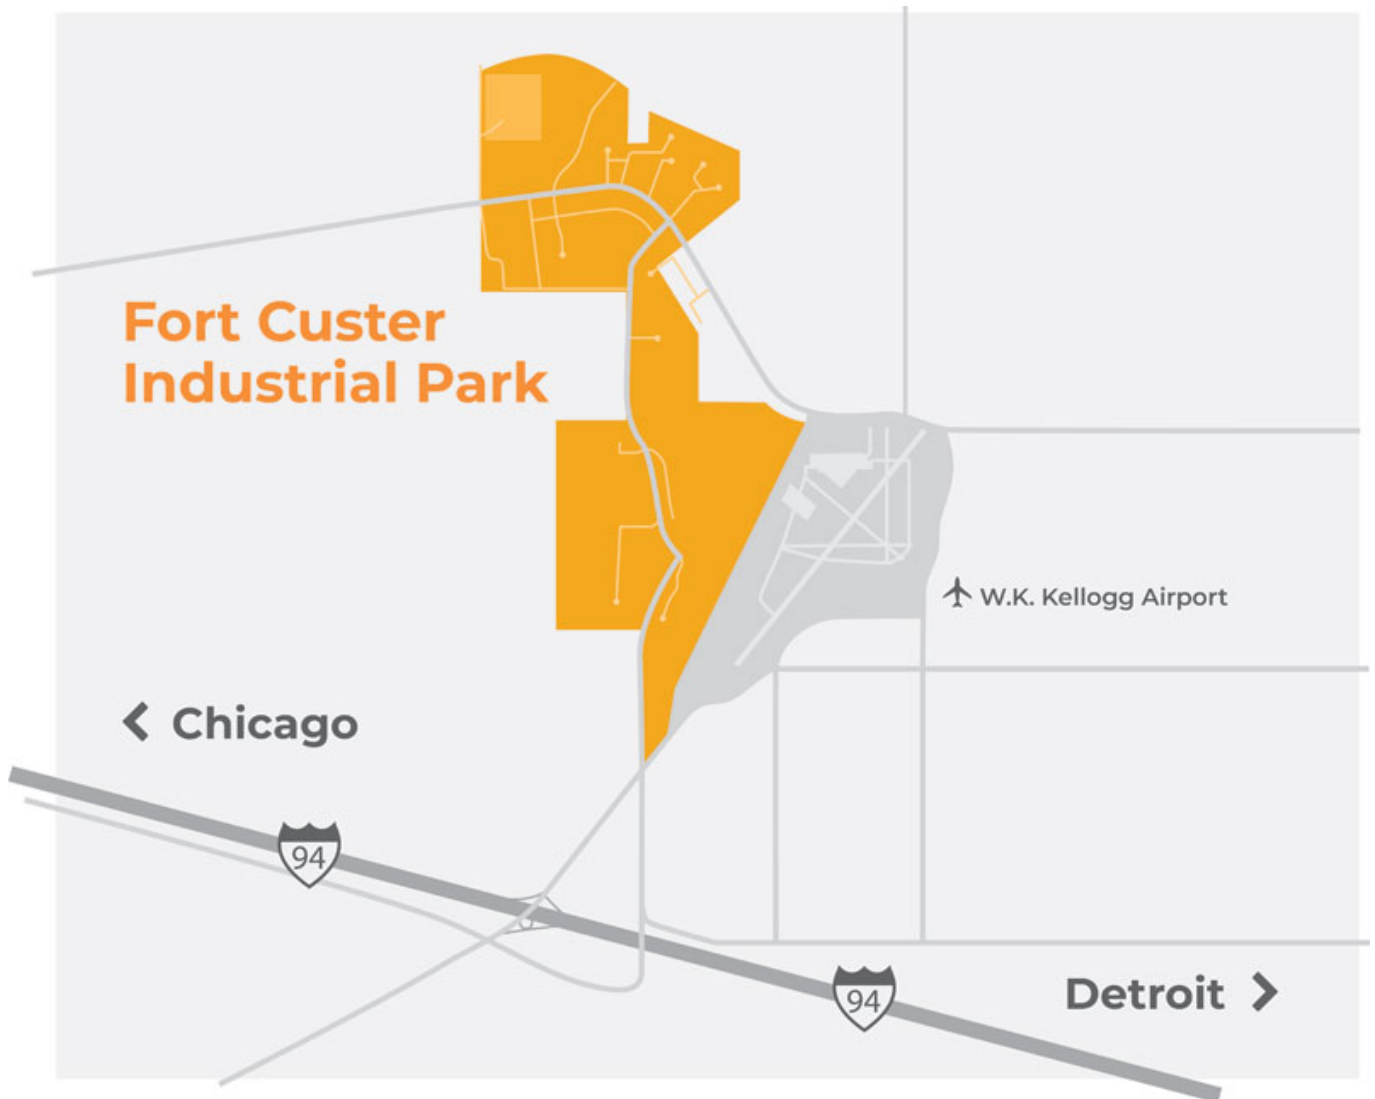 Fort Custer
Industrial Park
W.K. Kellogg Airport
Chicago
94
94
Detroit